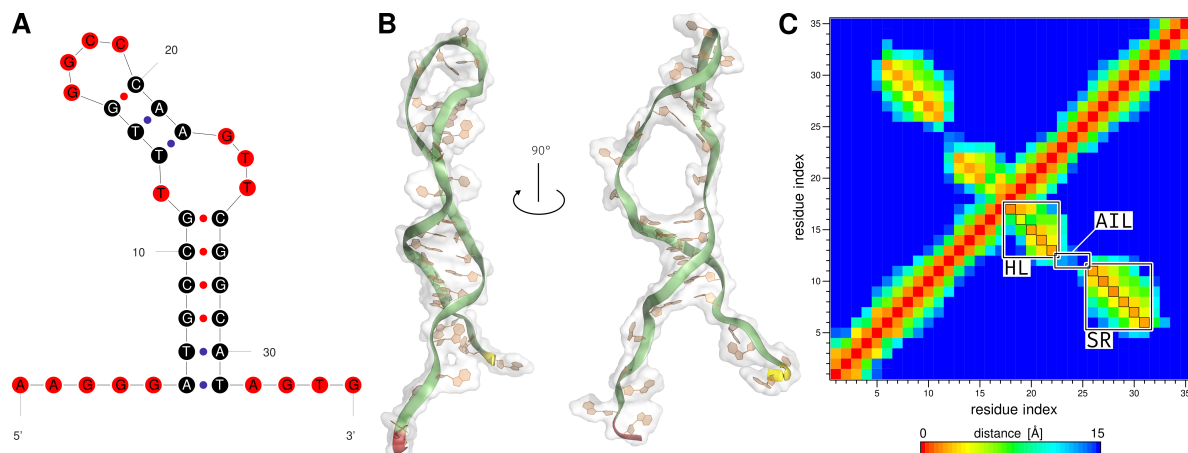 A
20
C C
G
G C
G A
T A G
T T
T T
G C
10 C G
C G
G C
T A 30
A A G G G A T A G T G
5' 3'
B
90°
C
residue index
35
30
25
20
15
10
5
AIL
HL
SR
5 10 15 20 25 30 35
residue index
0 distance [Å] 15